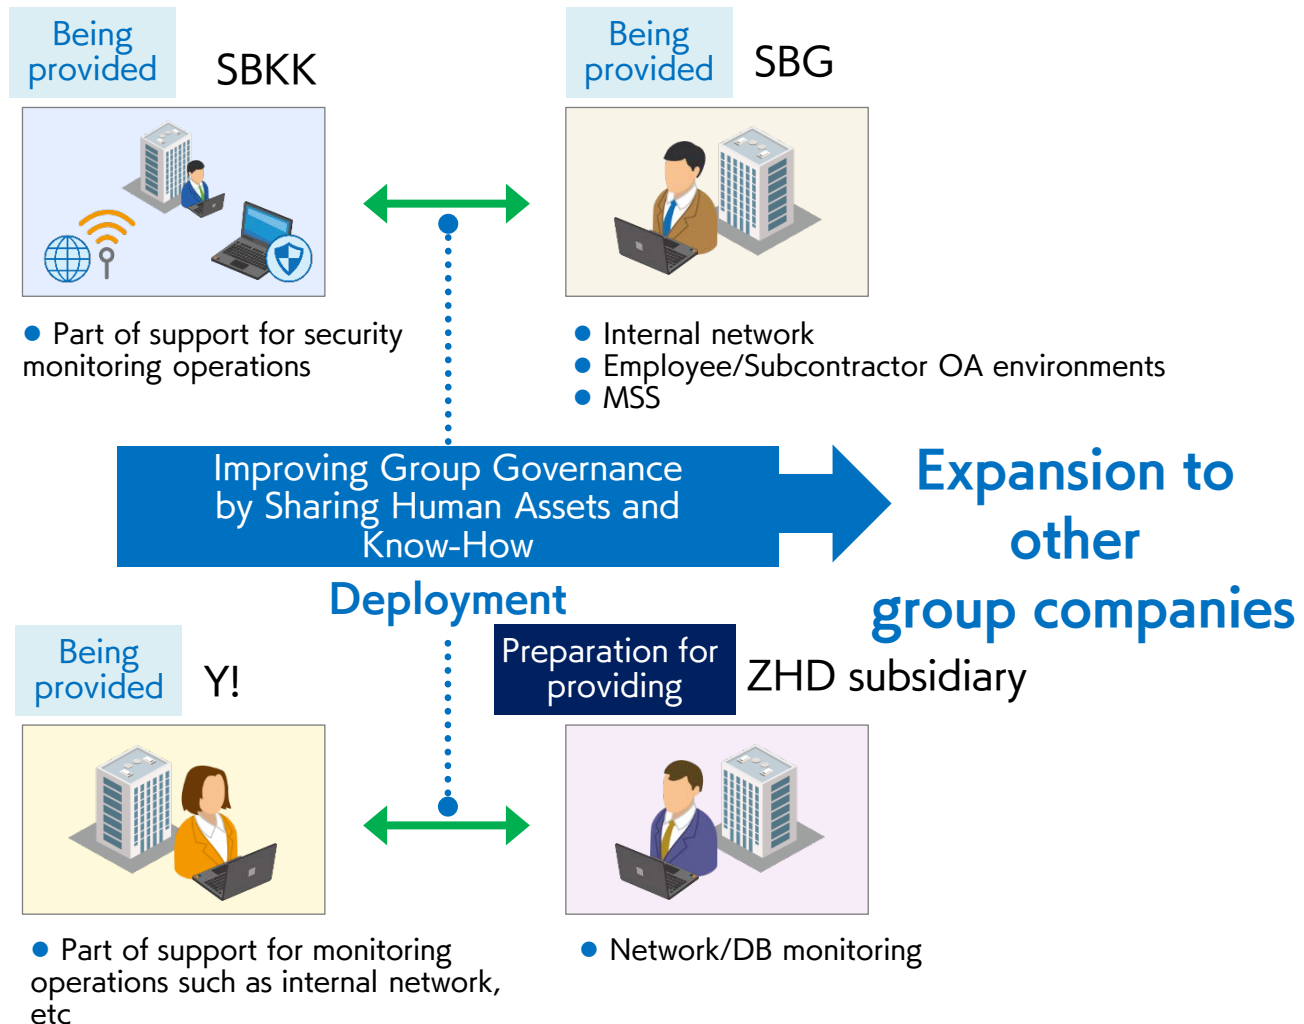 Being
provided
SBKK
Being
provided
SBG
● Part of support for security
monitoring operations
● Internal network
● Employee/Subcontractor OA environments
● MSS
Improving Group Governance
by Sharing Human Assets and
Know-How
Expansion to
other
group companies
Deployment
Being
provided
Y!
Preparation for
providing
ZHD subsidiary
● Part of support for monitoring
operations such as internal network,
etc
● Network/DB monitoring